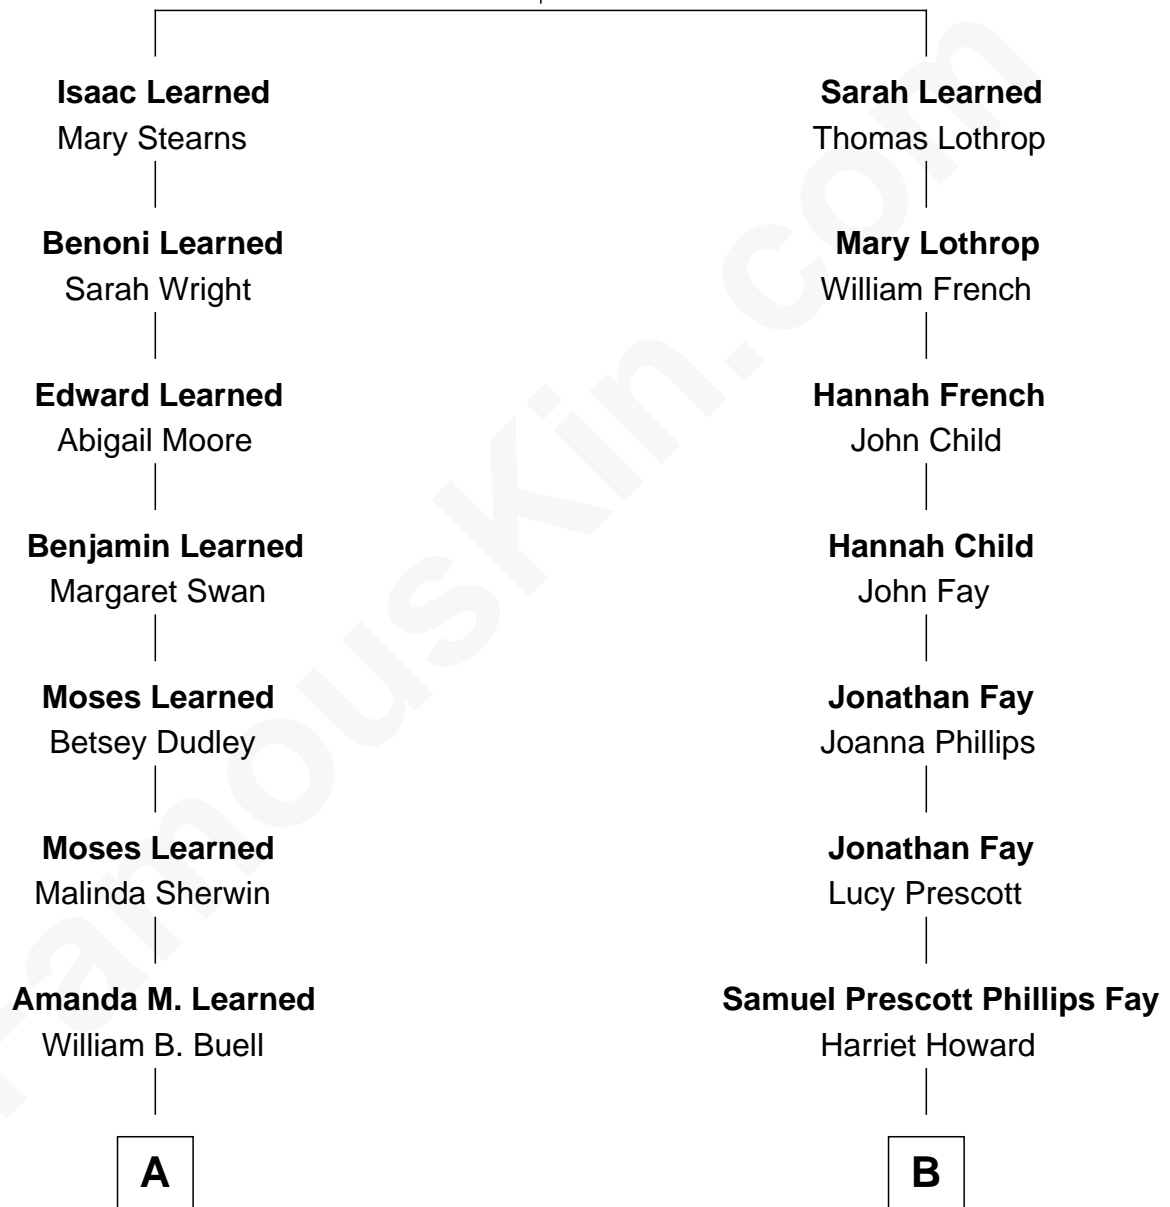 Isaac Learned
Mary Stearns
Benoni Learned
Sarah Wright
Edward Learned
Abigail Moore
Benjamin Learned
Margaret Swan
Moses Learned
Betsey Dudley
Moses Learned
Malinda Sherwin
Amanda M. Learned
William B. Buell
A
Sarah Learned
Thomas Lothrop
Mary Lothrop
William French
Hannah French
John Child
Hannah Child
John Fay
Jonathan Fay
Joanna Phillips
Jonathan Fay
Lucy Prescott
Samuel Prescott Phillips Fay
Harriet Howard
B
FamousKin.com